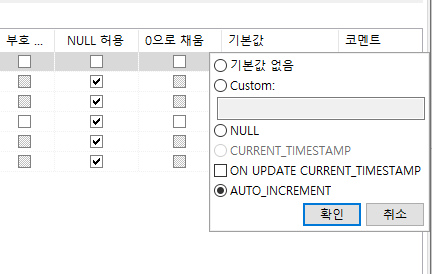 부호 ... NULL 허용 0으로 채움 기본값 코멘트
기본값 없음
Custom:
NULL
CURRENT_TIMESTAMP
ON UPDATE CURRENT_TIMESTAMP
AUTO_INCREMENT
확인 취소